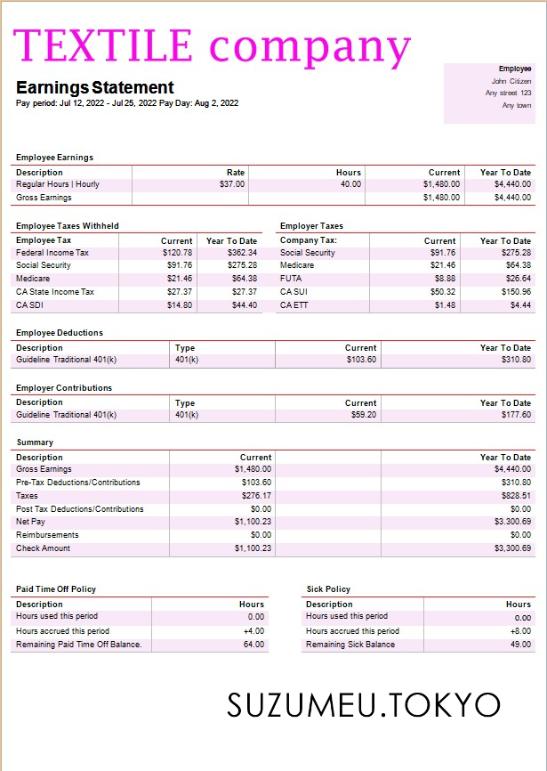 TEXTILE company
Earnings Statement
Pay period: Jul 12, 2022 - Jul 25, 2022 Pay Day: Aug 2, 2022
Employee
John Citizen
Any street 123
Any town
Employee Earnings
Description Rate Hours Current Year To Date
Regular Hours | Hourly $37.00 40.00 $1,480.00 $4,440.00
Gross Earnings $1,480.00 $4,440.00
Employee Taxes Withheld
Employee Tax Current Year To Date
Federal Income Tax $120.78 $362.34
Social Security $91.76 $275.28
Medicare $21.46 $64.38
CA State Income Tax $27.37 $27.37
CA SDI $14.80 $44.40
Employer Taxes
Company Tax: Current Year To Date
Social Security $91.76 $275.28
Medicare $21.46 $64.38
FUTA $8.88 $26.64
CA SUI $50.32 $150.96
CA ETT $1.48 $4.44
Employee Deductions
Description Type Current Year To Date
Guideline Traditional 401(k) 401(k) $103.60 $310.80
Employer Contributions
Description Type Current Year To Date
Guideline Traditional 401(k) 401(k) $59.20 $177.60
Summary
Description Current Year To Date
Gross Earnings $1,480.00 $4,440.00
Pre-Tax Deductions/Contributions $103.60 $310.80
Taxes $276.17 $828.51
Post Tax Deductions/Contributions $0.00 $0.00
Net Pay $1,100.23 $3.300.69
Reimbursements $0.00 $0.00
Check Amount $1,100.23 $3,300.69
Paid Time Off Policy
Description Hours
Hours used this period 0.00
Hours accrued this period +4.00
Remaining Paid Time Off Balance. 64.00
Sick Policy
Description Hours
Hours used this period 0.00
Hours accrued this period +8.00
Remaining Sick Balance 49.00
SUZUMEU.TOKYO